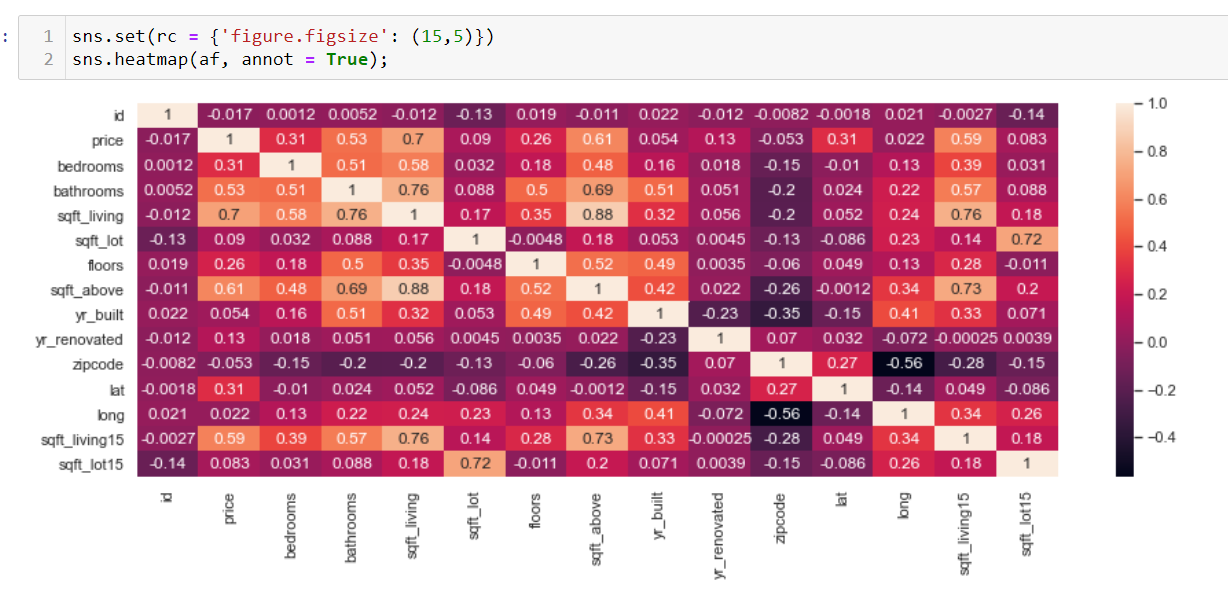 :
1 sns.set(rc = {'figure.figsize': (15,5)})
2 sns.heatmap(af, annot = True);
id 1 -0.017 0.0012 0.0052 -0.012 -0.13 0.019 -0.011 0.022 -0.012 -0.0082 -0.0018 0.021 -0.0027 -0.14
price -0.017 1 0.31 0.53 0.7 0.09 0.26 0.61 0.054 0.13 -0.053 0.31 0.022 0.59 0.083
bedrooms 0.0012 0.31 1 0.51 0.58 0.032 0.18 0.48 0.16 0.018 -0.15 -0.01 0.13 0.39 0.031
bathrooms 0.0052 0.53 0.51 1 0.76 0.088 0.5 0.69 0.51 0.051 -0.2 0.024 0.22 0.57 0.088
sqft_living -0.012 0.7 0.58 0.76 1 0.17 0.35 0.88 0.32 0.056 -0.2 0.052 0.24 0.76 0.18
sqft_lot -0.13 0.09 0.032 0.088 0.17 1 -0.0048 0.18 0.053 0.0045 -0.13 -0.086 0.23 0.14 0.72
floors 0.019 0.26 0.18 0.5 0.35 -0.0048 1 0.52 0.49 0.0035 -0.06 0.049 0.13 0.28 -0.011
sqft_above -0.011 0.61 0.48 0.69 0.88 0.18 0.52 1 0.42 0.022 -0.26 -0.0012 0.34 0.73 0.2
yr_built 0.022 0.054 0.16 0.51 0.32 0.053 0.49 0.42 1 -0.23 -0.35 -0.15 0.41 0.33 0.071
yr_renovated -0.012 0.13 0.018 0.051 0.056 0.0045 0.0035 0.022 -0.23 1 0.07 0.032 -0.072 -0.00025 0.0039
zipcode -0.0082 -0.053 -0.15 -0.2 -0.2 -0.13 -0.06 -0.26 -0.35 0.07 1 0.27 -0.56 -0.28 -0.15
lat -0.0018 0.31 -0.01 0.024 0.052 -0.086 0.049 -0.0012 -0.15 0.032 0.27 1 -0.14 0.049 -0.086
long 0.021 0.022 0.13 0.22 0.24 0.23 0.13 0.34 0.41 -0.072 -0.56 -0.14 1 0.34 0.26
sqft_living15 -0.0027 0.59 0.39 0.57 0.76 0.14 0.28 0.73 0.33 -0.00025 -0.28 0.049 0.34 1 0.18
sqft_lot15 -0.14 0.083 0.031 0.088 0.18 0.72 -0.011 0.2 0.071 0.0039 -0.15 -0.086 0.26 0.18 1
id price bedrooms bathrooms sqft_living sqft_lot floors sqft_above yr_built yr_renovated zipcode lat long sqft_living15 sqft_lot15
1.0
0.8
0.6
0.4
0.2
0.0
-0.2
-0.4